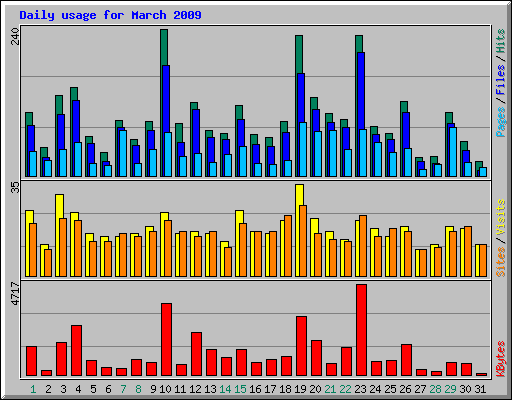 Daily usage for March 2009
240
Pages / Files / Hits
35
Sites / Visits
4717
KBytes
1 2 3 4 5 6 7 8 9 10 11 12 13 14 15 16 17 18 19 20 21 22 23 24 25 26 27 28 29 30 31